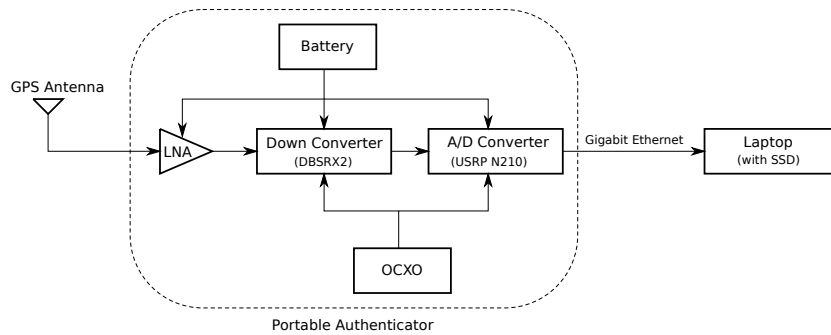 Battery
GPS Antenna
LNA
Down Converter
(DBSRX2)
A/D Converter
(USRP N210)
Gigabit Ethernet
Laptop
(with SSD)
OCXO
Portable Authenticator